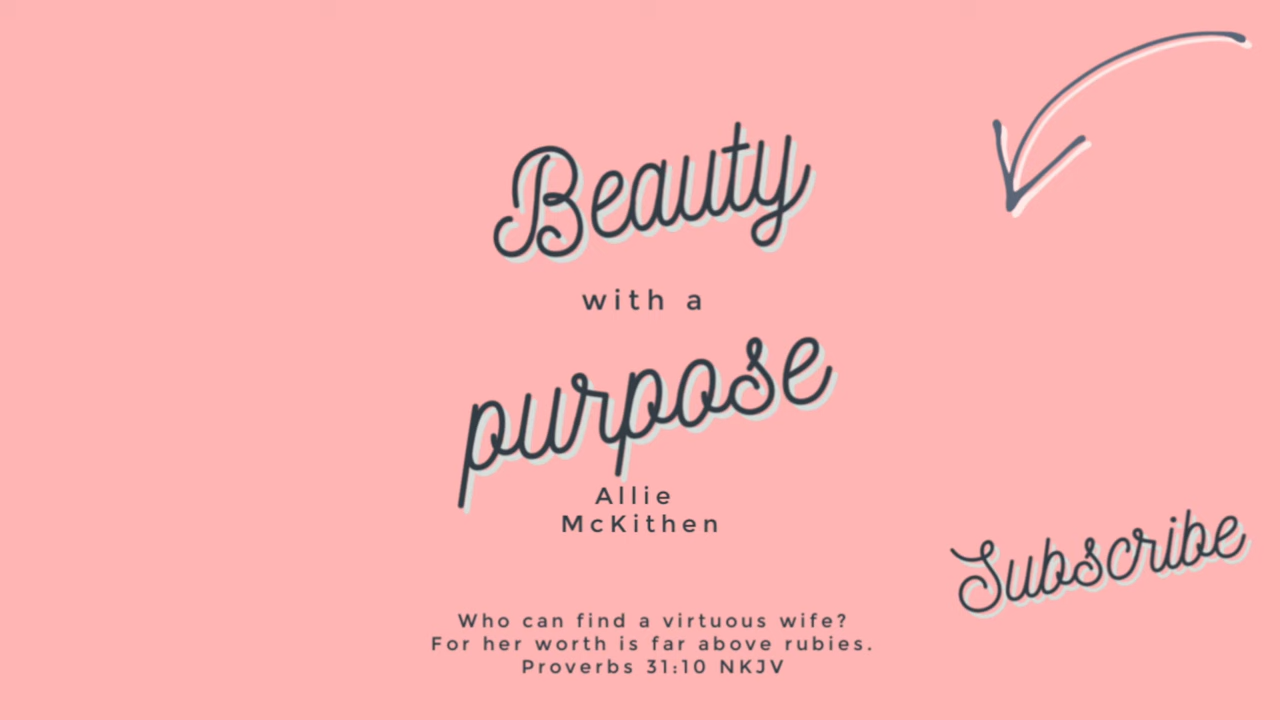 Beauty
with a
purpose
Allie
McKithen
Subscribe
Who can find a virtuous wife?
For her worth is far above rubies.
Proverbs 31:10 NKJV